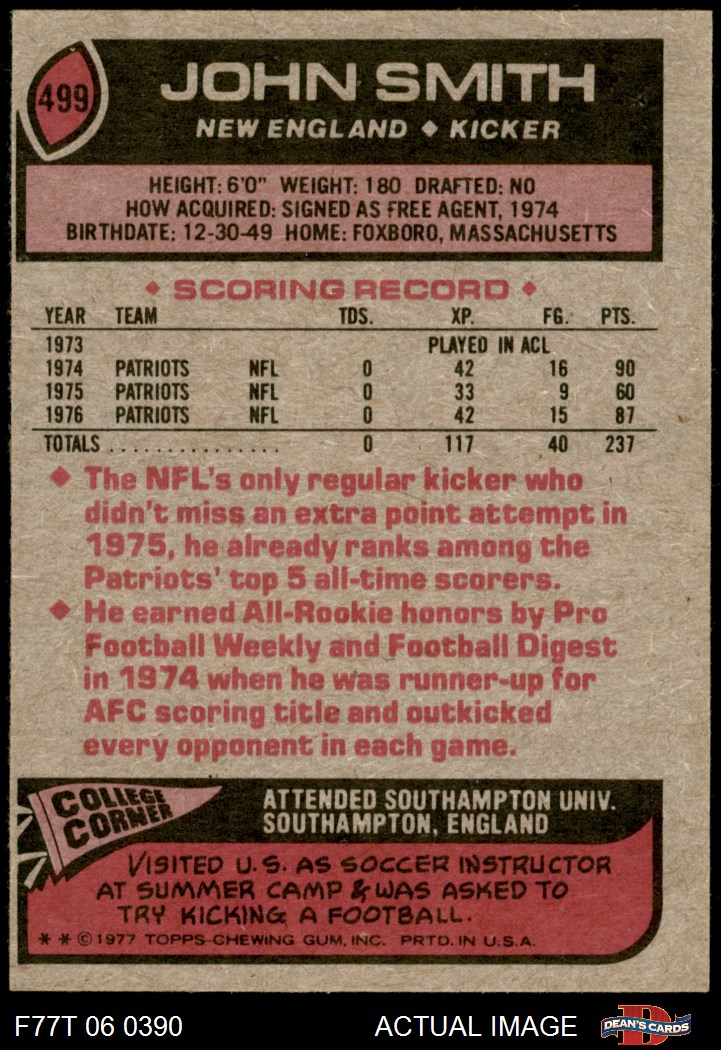 499
JOHN SMITH
NEW ENGLAND ♦ KICKER
HEIGHT: 6'0" WEIGHT: 180 DRAFTED: NO
HOW ACQUIRED: SIGNED AS FREE AGENT, 1974
BIRTHDATE: 12-30-49 HOME: FOXBORO, MASSACHUSETTS
♦ SCORING RECORD ♦
YEAR TEAM TDS. XP. FG. PTS.
1973 PLAYED IN ACL
1974 PATRIOTS NFL 0 42 16 90
1975 PATRIOTS NFL 0 33 9 60
1976 PATRIOTS NFL 0 42 15 87
TOTALS ................ 0 117 40 237
♦ The NFL's only regular kicker who
didn't miss an extra point attempt in
1975, he already ranks among the
Patriots' top 5 all-time scorers.
♦ He earned All-Rookie honors by Pro
Football Weekly and Football Digest
in 1974 when he was runner-up for
AFC scoring title and outkicked
every opponent in each game.
COLLEGE
CORNER
ATTENDED SOUTHAMPTON UNIV.
SOUTHAMPTON, ENGLAND
VISITED U.S. AS SOCCER INSTRUCTOR
AT SUMMER CAMP & WAS ASKED TO
TRY KICKING A FOOTBALL.
* * © 1977 TOPPS CHEWING GUM, INC. PRTD. IN U.S.A.
F77T 06 0390 ACTUAL IMAGE
D
DEAN'S CARDS